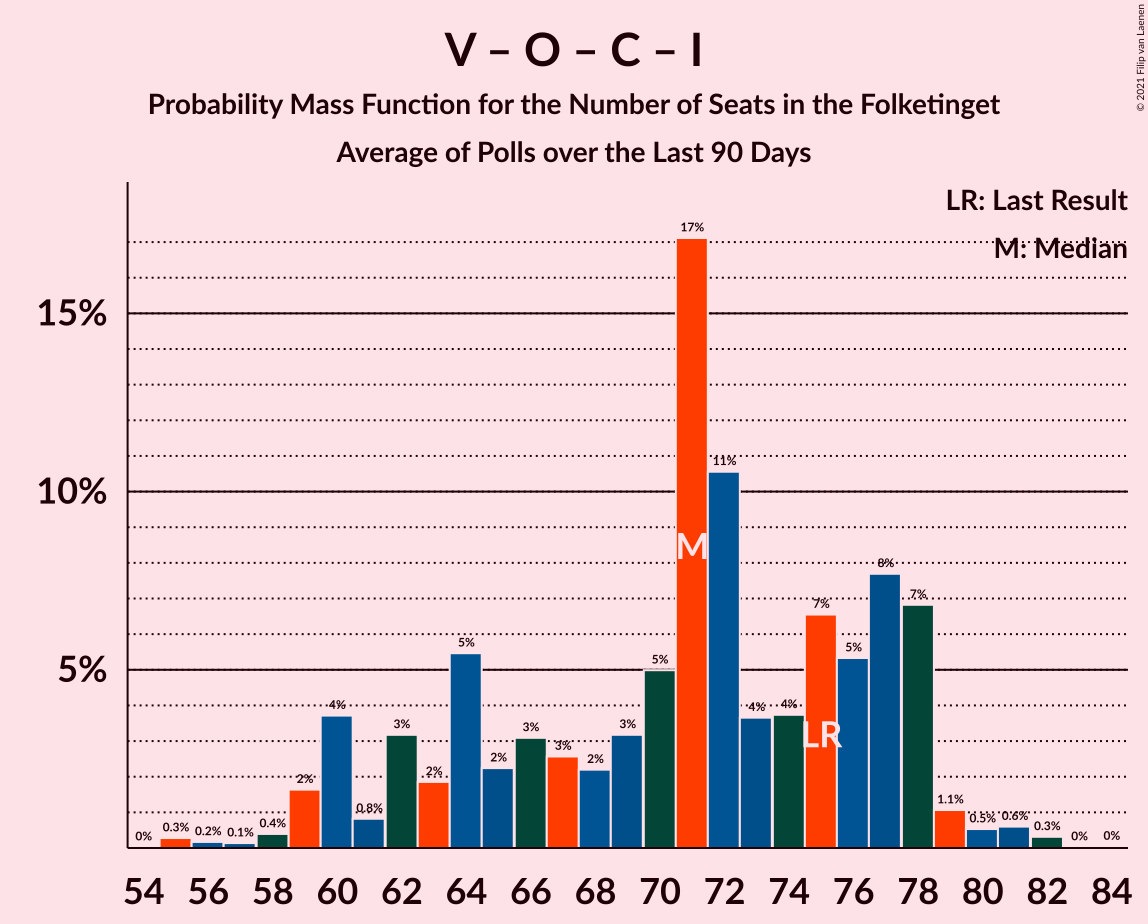 V – O – C – I
Probability Mass Function for the Number of Seats in the Folketinget
Average of Polls over the Last 90 Days
© 2021 Filip van Laenen
LR: Last Result
M: Median
15%
10%
5%
0% 0.3% 0.2% 0.1% 0.4% 2% 4% 0.8% 3% 2% 5% 2% 3% 3% 2% 3% 5% 17% 11% 4% 4% 7% 5% 8% 7% 1.1% 0.5% 0.6% 0.3% 0% 0%
M
LR
54 56 58 60 62 64 66 68 70 72 74 76 78 80 82 84